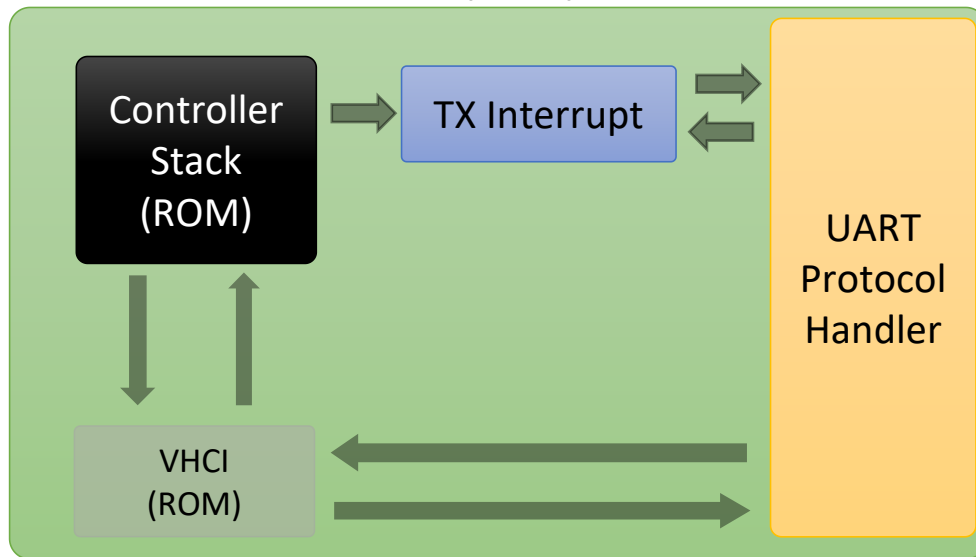 Controller
Stack
(ROM)
TX Interrupt
UART
Protocol
Handler
VHCI
(ROM)